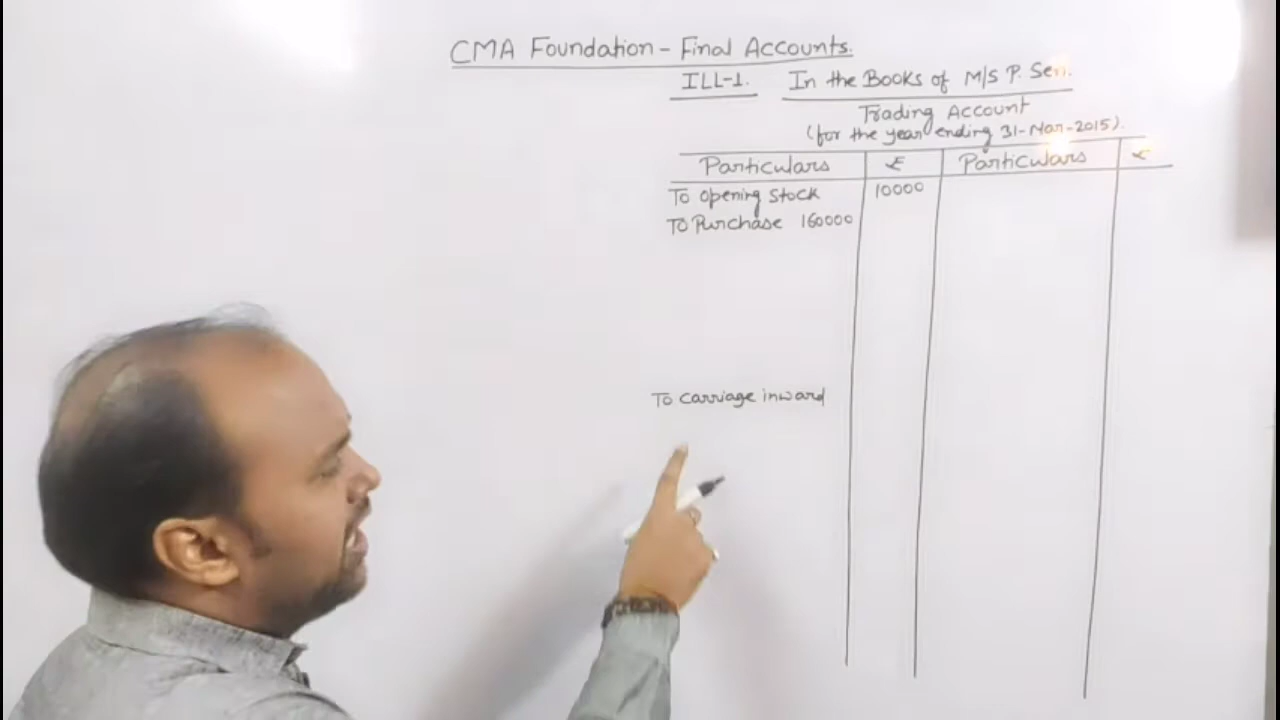 CMA Foundation - Final Accounts.
ILL-1. In the Books of M/S P. Sen.
Trading Account
(for the year ending 31-Mar-2015).
Particulars ₹ Particulars ₹
To opening stock 10000
To Purchase 160000
To carriage inward